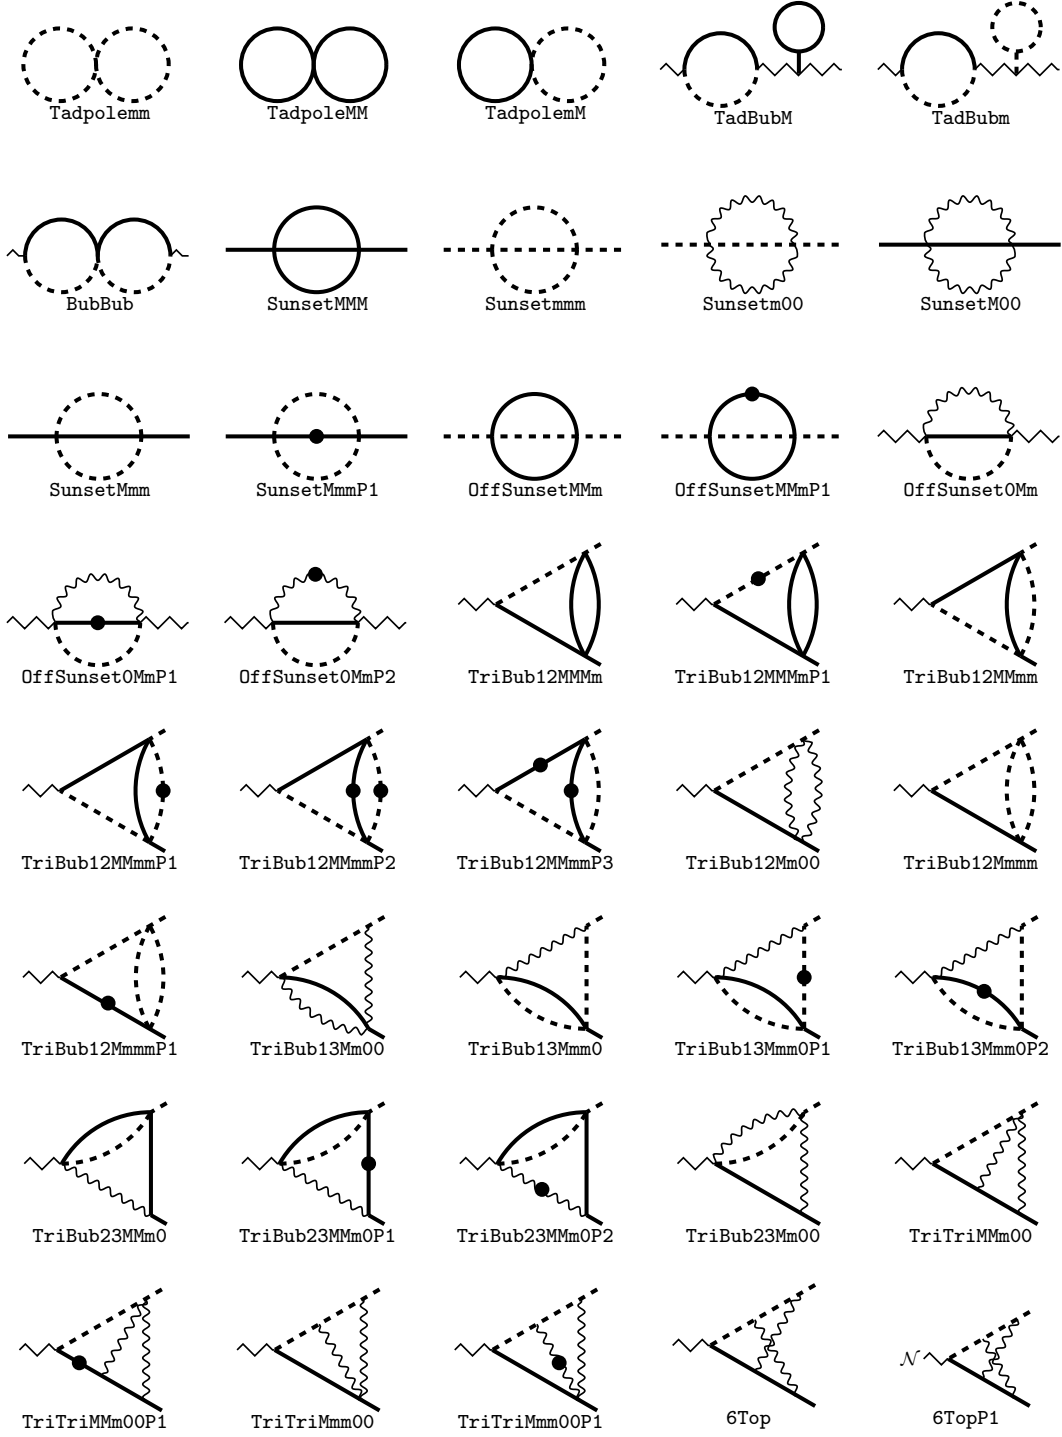 Tadpolemm TadpoleMM TadpolemM TadBubM TadBubm
BubBub SunsetMMM Sunsetmmm Sunsetm00 SunsetM00
SunsetMmm SunsetMmmP1 OffSunsetMMm OffSunsetMMmP1 OffSunset0Mm
OffSunset0MmP1 OffSunset0MmP2 TriBub12MMMm TriBub12MMMmP1 TriBub12MMmm
TriBub12MMmmP1 TriBub12MMmmP2 TriBub12MMmmP3 TriBub12Mm00 TriBub12Mmmm
TriBub12MmmmP1 TriBub13Mm00 TriBub13Mmm0 TriBub13Mmm0P1 TriBub13Mmm0P2
TriBub23MMm0 TriBub23MMm0P1 TriBub23MMm0P2 TriBub23Mm00 TriTriMMm00
𝒩
TriTriMMm00P1 TriTriMmm00 TriTriMmm00P1 6Top 6TopP1